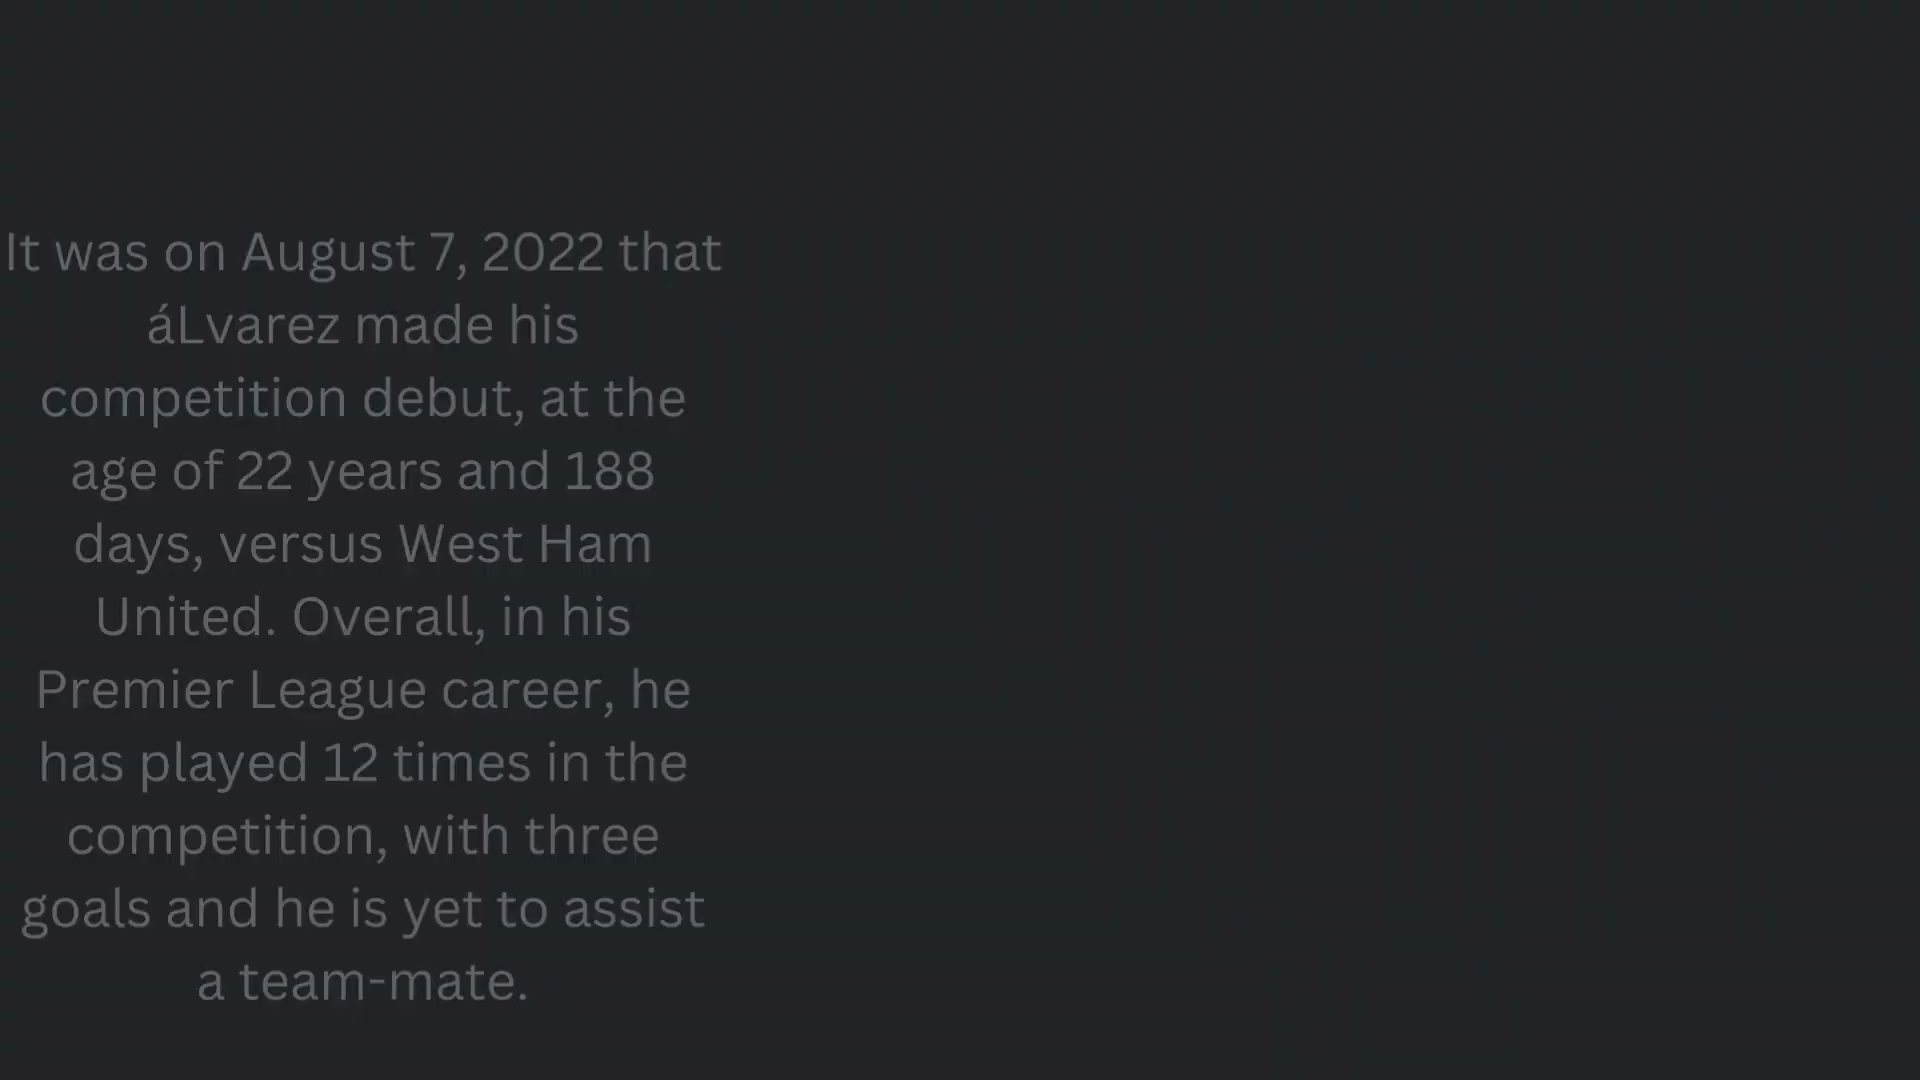 It was on August 7, 2022 that
áLvarez made his
competition debut, at the
age of 22 years and 188
days, versus West Ham
United. Overall, in his
Premier League career, he
has played 12 times in the
competition, with three
goals and he is yet to assist
a team-mate.